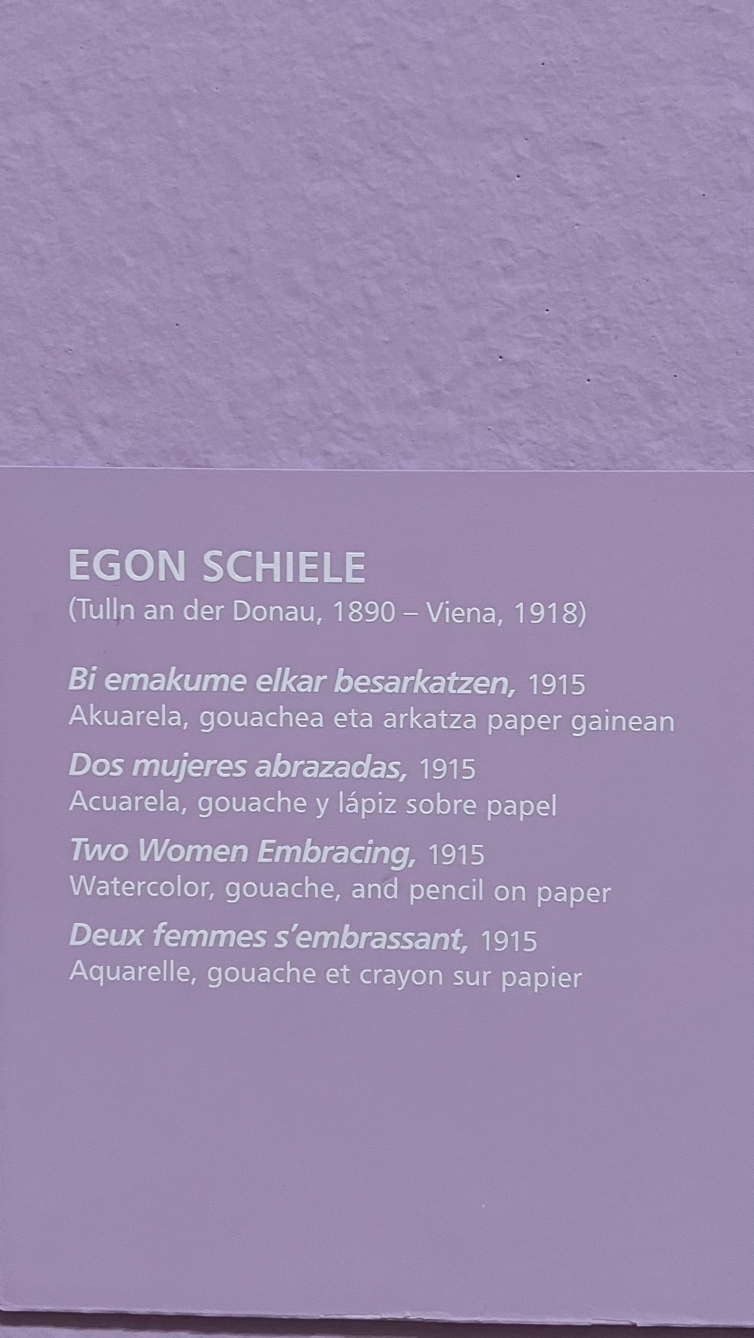 EGON SCHIELE
(Tulln an der Donau, 1890 – Viena, 1918)
Bi emakume elkar besarkatzen, 1915
Akuarela, gouachea eta arkatza paper gainean
Dos mujeres abrazadas, 1915
Acuarela, gouache y lápiz sobre papel
Two Women Embracing, 1915
Watercolor, gouache, and pencil on paper
Deux femmes s’embrassant, 1915
Aquarelle, gouache et crayon sur papier